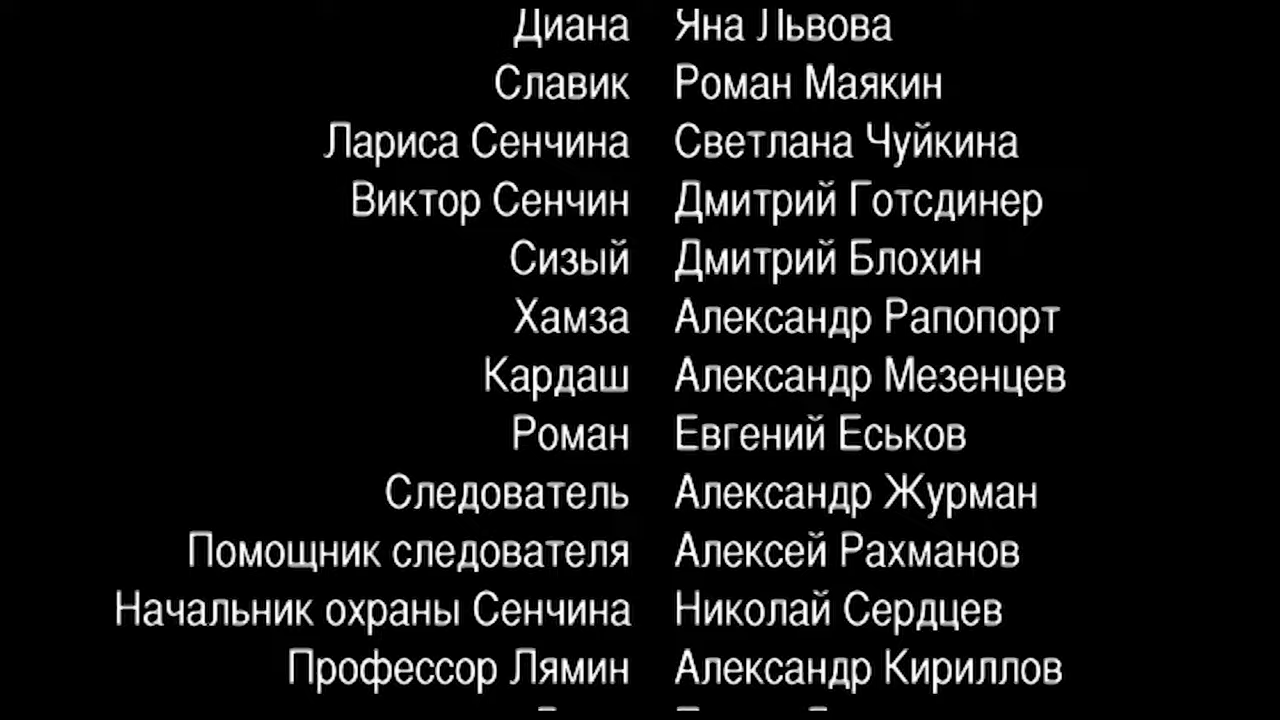 Диана Яна Львова
Славик Роман Маякин
Лариса Сенчина Светлана Чуйкина
Виктор Сенчин Дмитрий Готсдинер
Сизый Дмитрий Блохин
Хамза Александр Рапопорт
Кардаш Александр Мезенцев
Роман Евгений Еськов
Следователь Александр Журман
Помощник следователя Алексей Рахманов
Начальник охраны Сенчина Николай Сердцев
Профессор Лямин Александр Кириллов